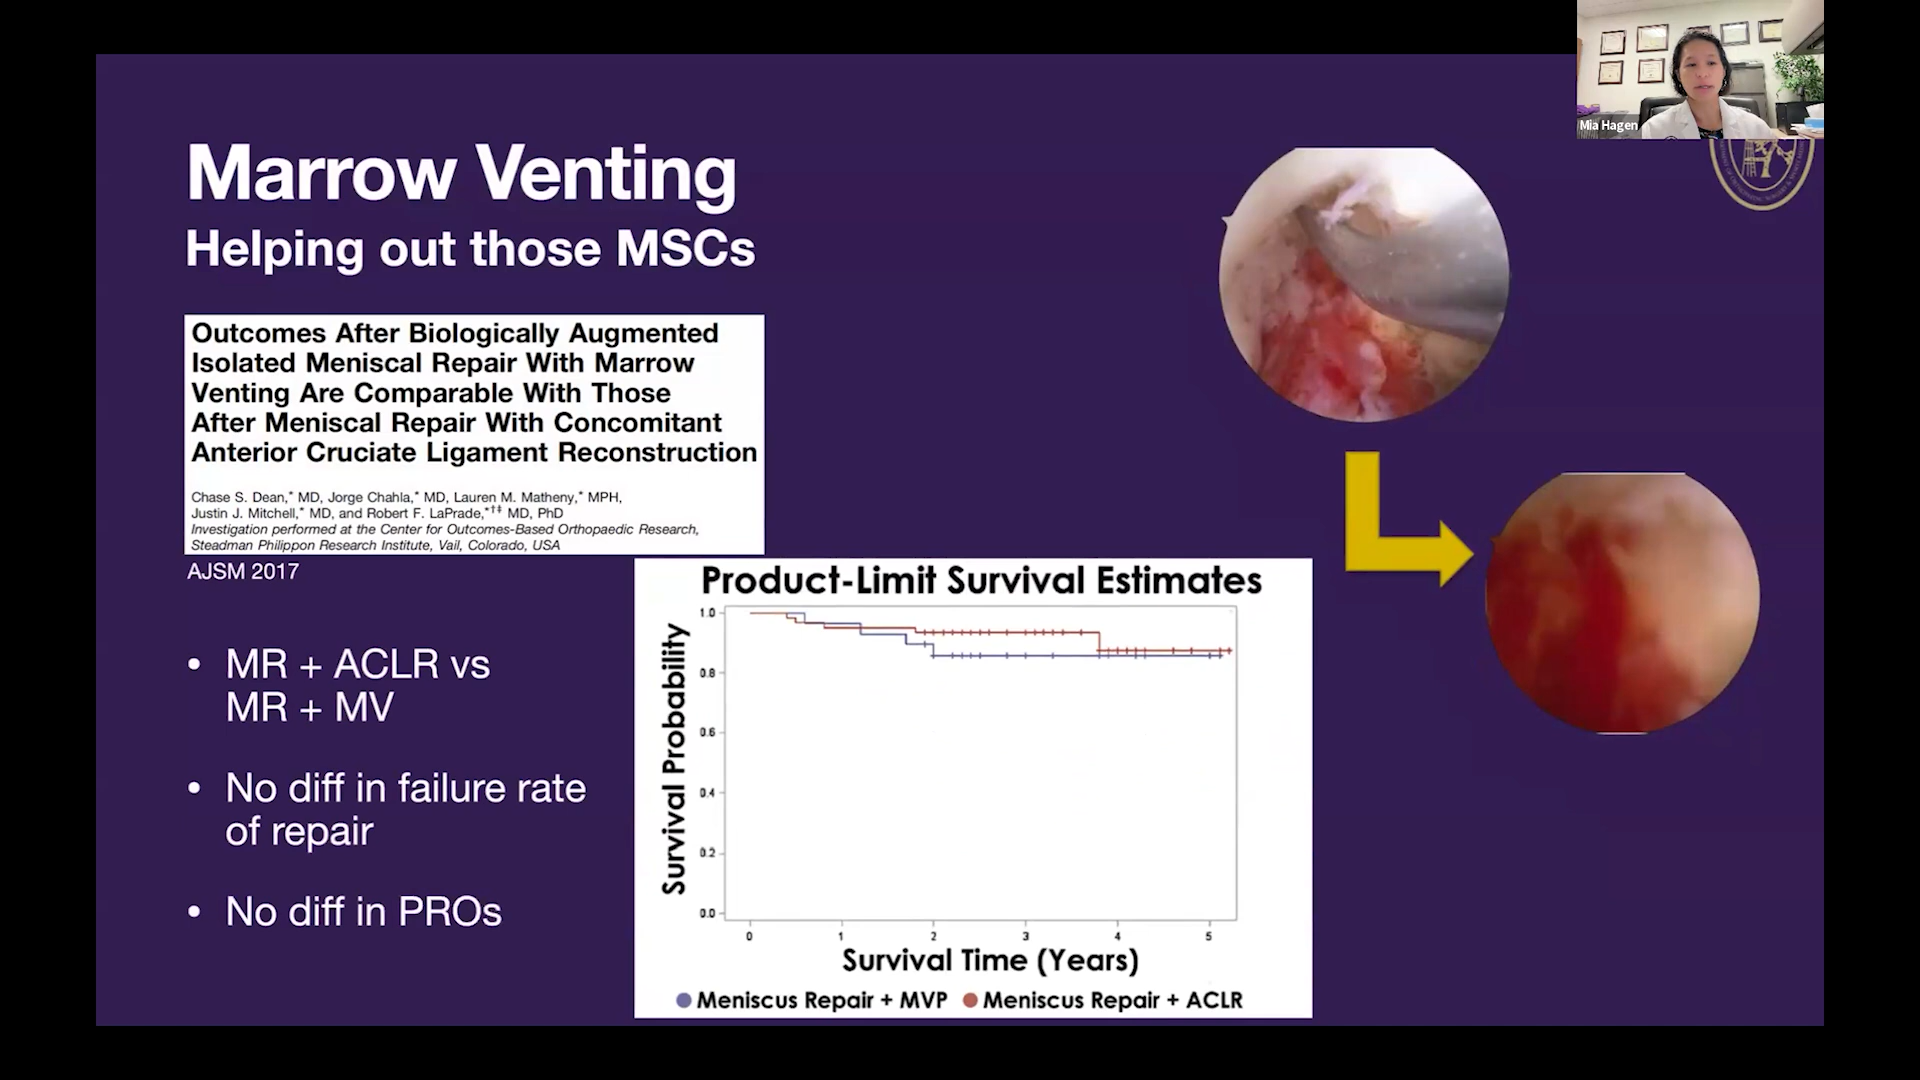 Mia Hagen
Marrow Venting
Helping out those MSCs
Outcomes After Biologically Augmented
Isolated Meniscal Repair With Marrow
Venting Are Comparable With Those
After Meniscal Repair With Concomitant
Anterior Cruciate Ligament Reconstruction
Chase S. Dean,* MD, Jorge Chahla,* MD, Lauren M. Matheny,* MPH,
Justin J. Mitchell,* MD, and Robert F. LaPrade,*†‡ MD, PhD
Investigation performed at the Center for Outcomes-Based Orthopaedic Research,
Steadman Philippon Research Institute, Vail, Colorado, USA
AJSM 2017
• MR + ACLR vs
MR + MV
• No diff in failure rate
of repair
• No diff in PROs
Product-Limit Survival Estimates
Survival Probability
1.0
0.8
0.6
0.4
0.2
0.0
0 1 2 3 4 5
Survival Time (Years)
Meniscus Repair + MVP Meniscus Repair + ACLR